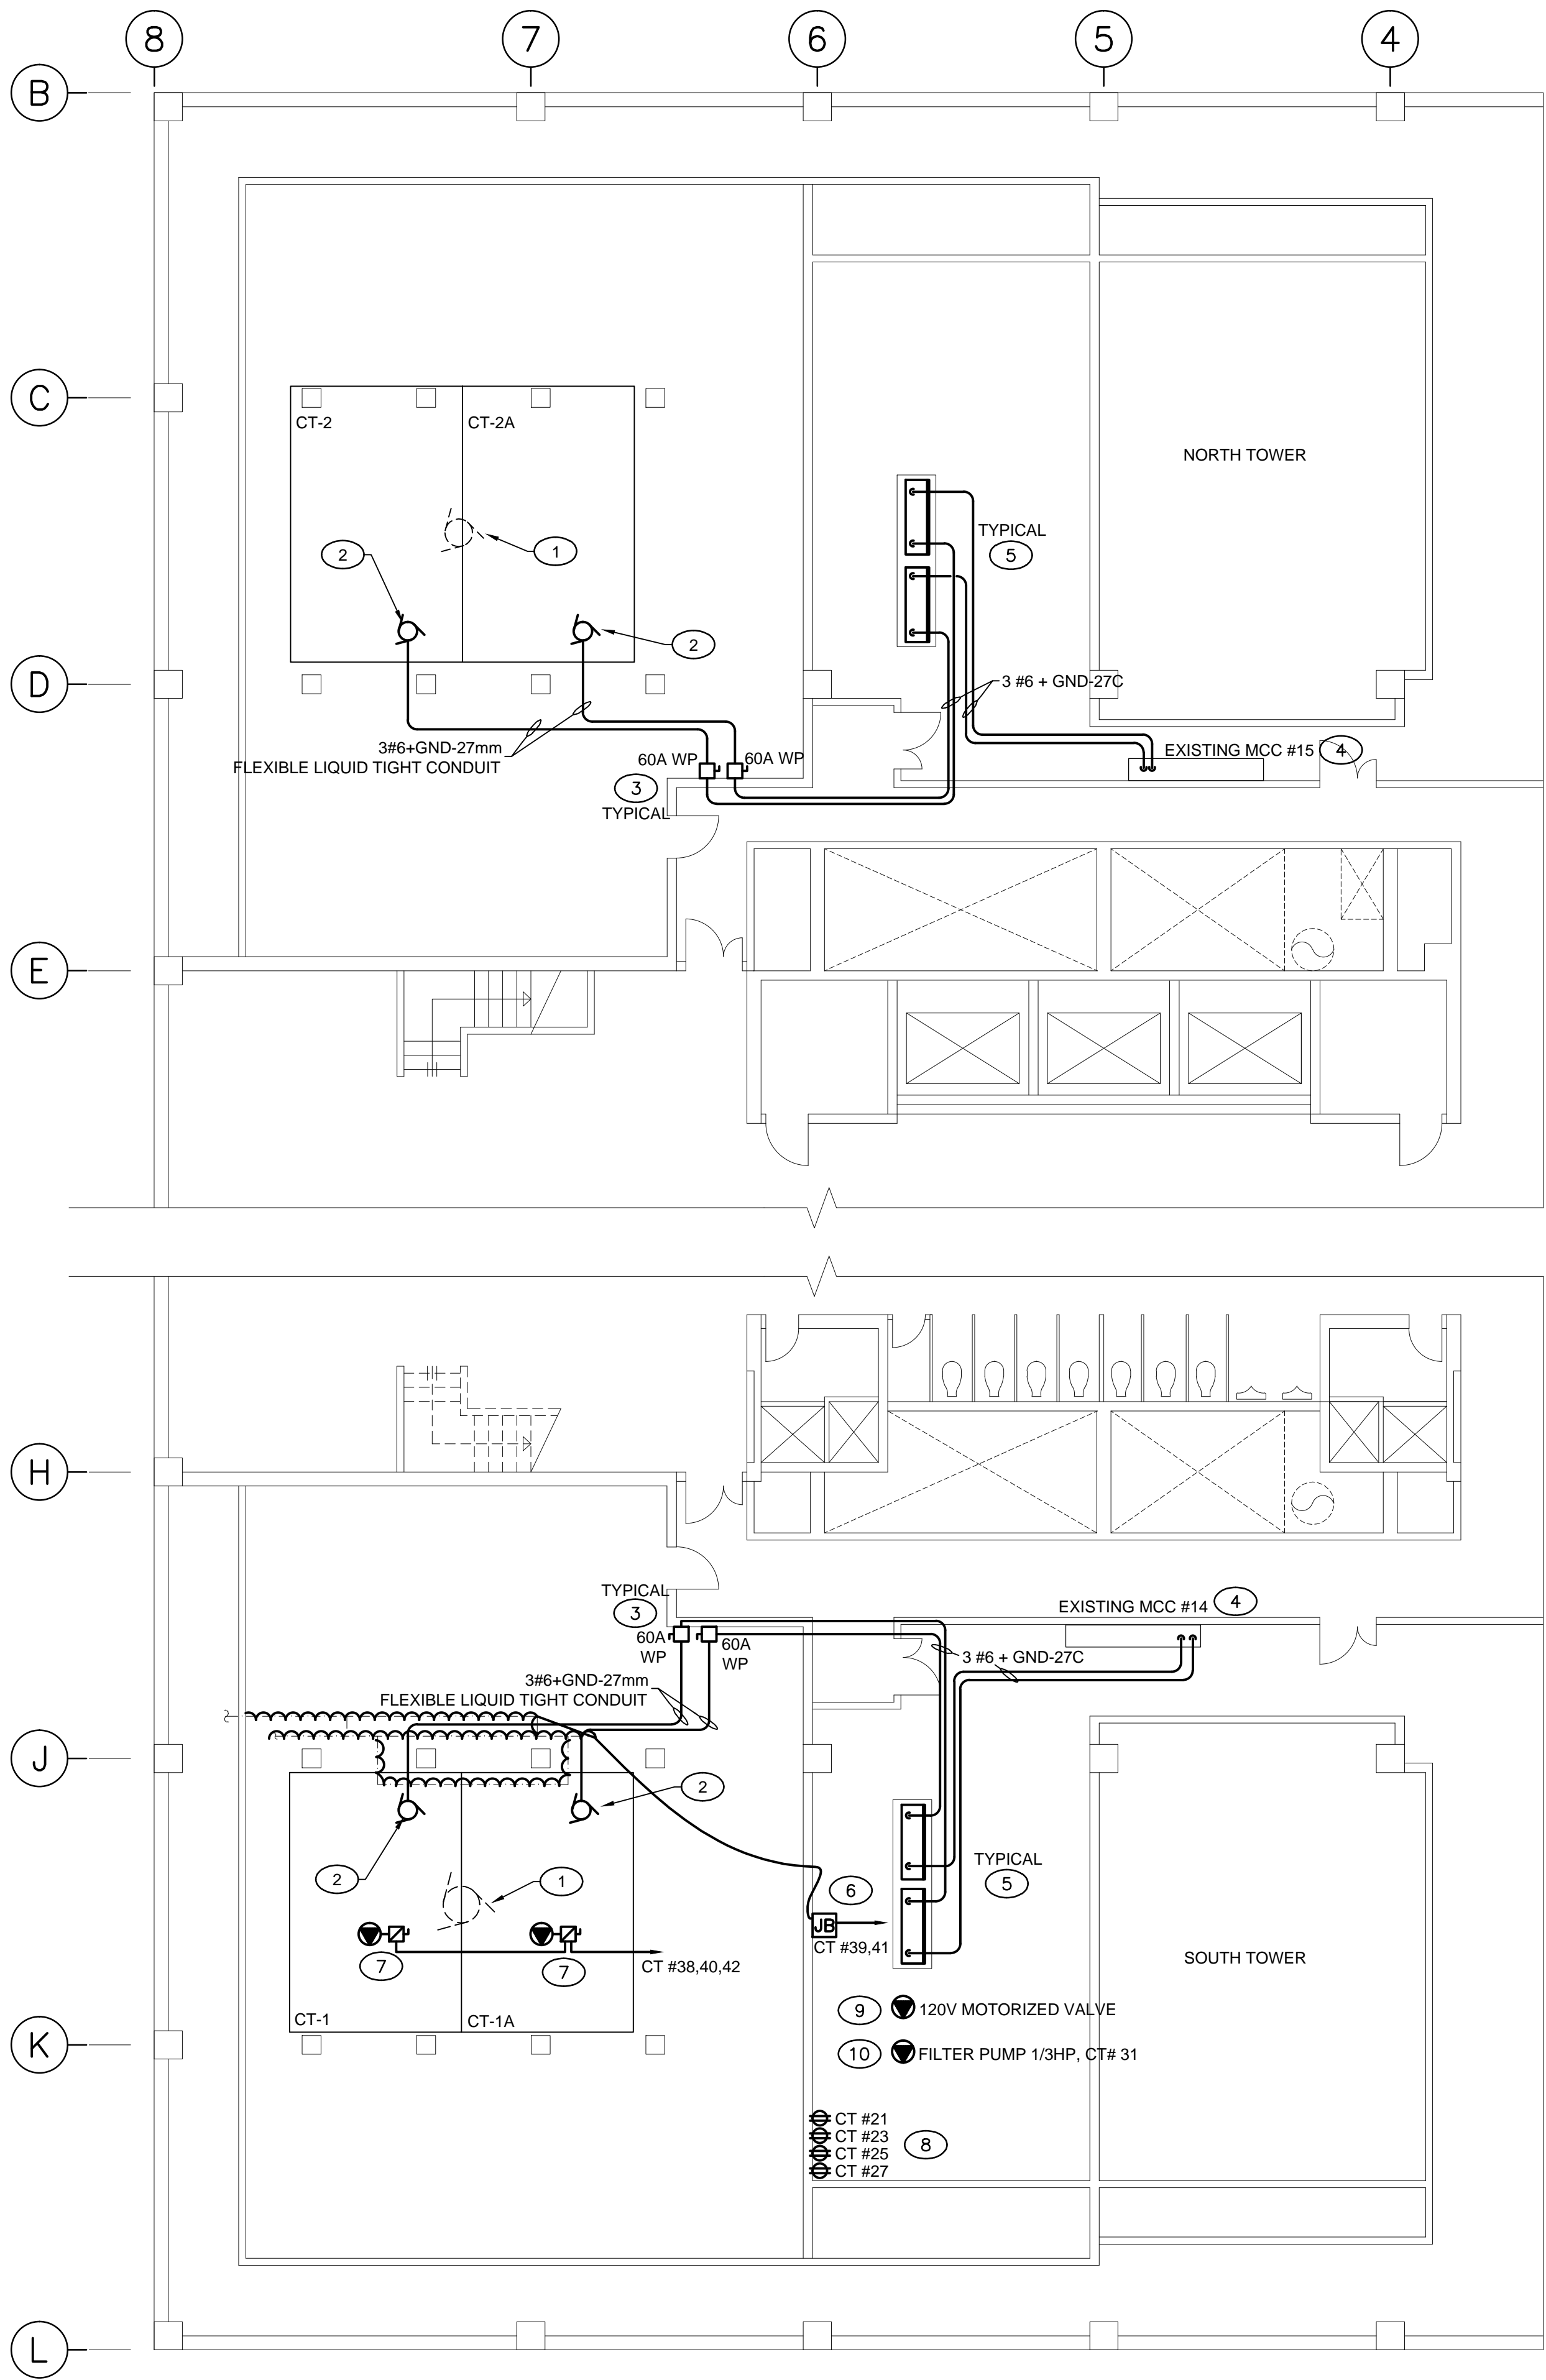 8
7
6
5
4
B
C
CT-2
CT-2A
NORTH TOWER
TYPICAL
5
2
1
2
D
3 #6 + GND-27C
3#6+GND-27mm
FLEXIBLE LIQUID TIGHT CONDUIT
60A WP
60A WP
EXISTING MCC #15
4
3
TYPICAL
E
H
TYPICAL
3
EXISTING MCC #14
4
60A
WP
60A
WP
3 #6 + GND-27C
3#6+GND-27mm
FLEXIBLE LIQUID TIGHT CONDUIT
J
2
TYPICAL
5
2
1
6
JB
CT #39,41
7
7
CT #38,40,42
SOUTH TOWER
9
120V MOTORIZED VALVE
CT-1
CT-1A
K
10
FILTER PUMP 1/3HP, CT# 31
CT #21
CT #23
CT #25
CT #27
8
L